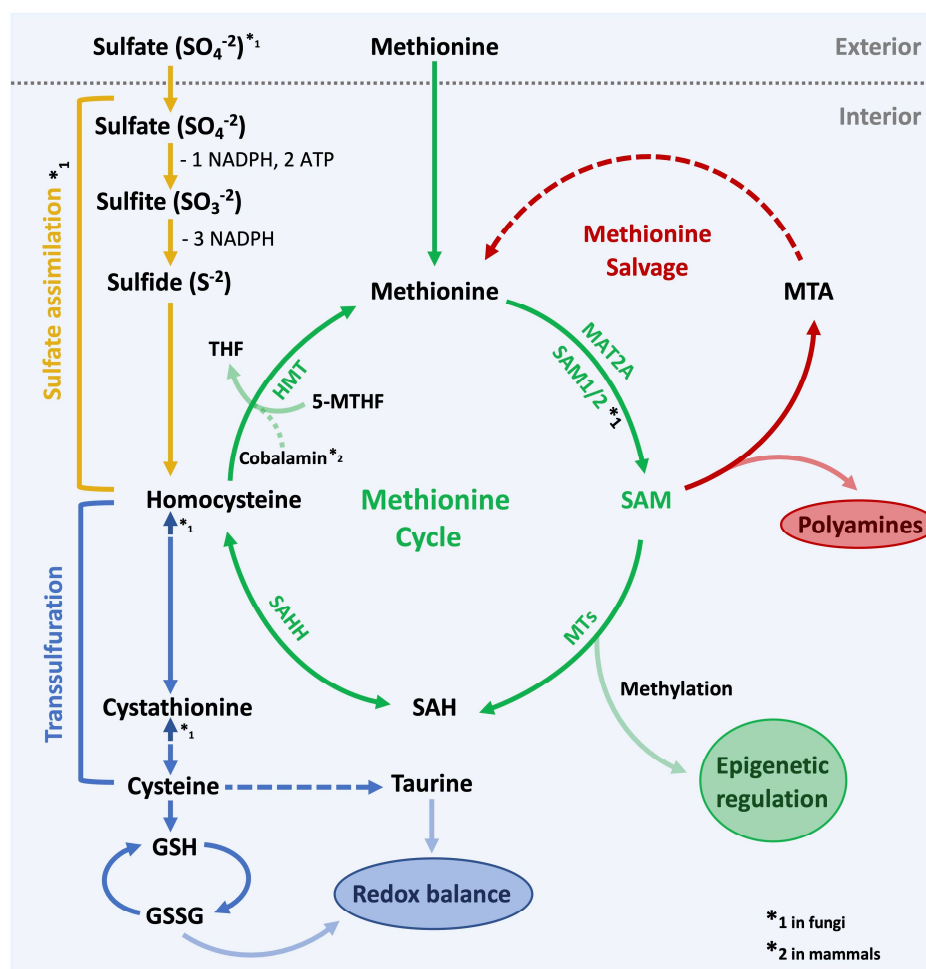 Sulfate (SO₄⁻²)*₁
Methionine
Exterior
Interior
Sulfate assimilation *₁
Sulfate (SO₄⁻²)
- 1 NADPH, 2 ATP
Sulfite (SO₃⁻²)
- 3 NADPH
Sulfide (S⁻²)
Methionine
Salvage
Methionine
MTA
MAT2A
SAM1/2 *₁
THF
HMT
5-MTHF
Cobalamin*₂
Homocysteine
Methionine
Cycle
SAM
Polyamines
*₁
Transsulfuration
SAHH
MTs
Cystathionine
SAH
Methylation
*₁
Cysteine
Taurine
Epigenetic
regulation
GSH
Redox balance
GSSG
*1 in fungi
*2 in mammals